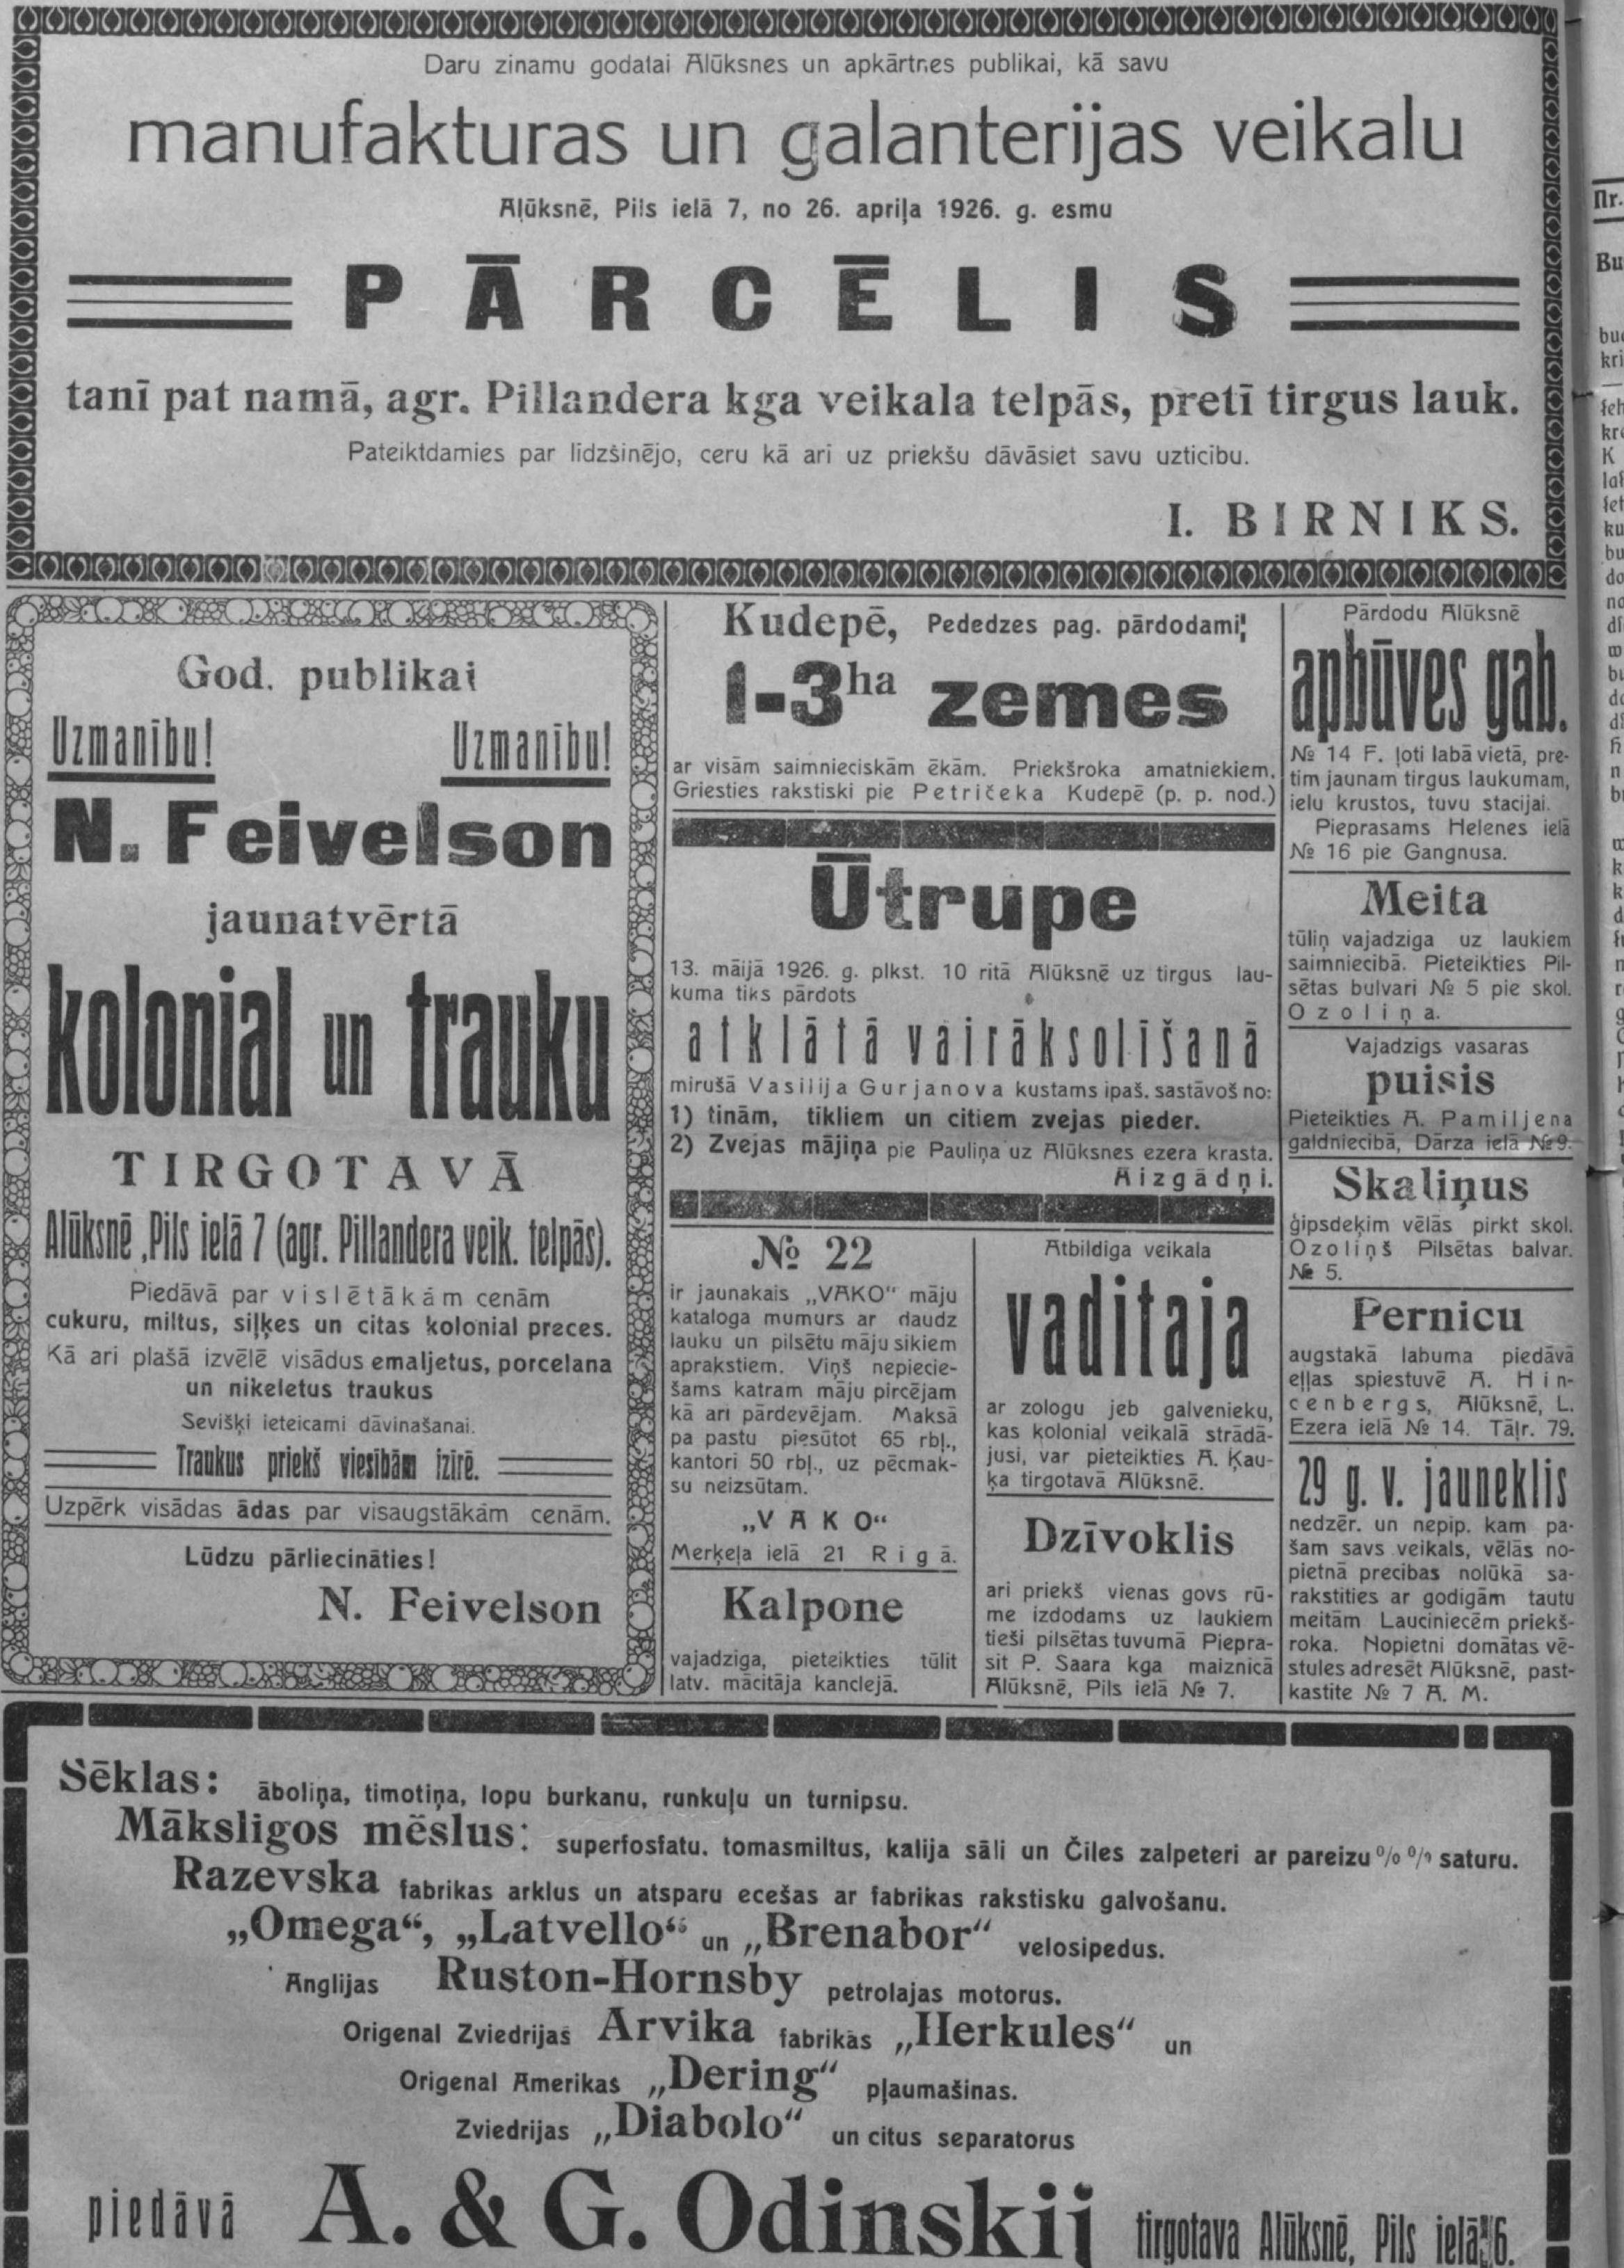 Daru zinamu godatai Alūksnes un apkārtnes publikai, kā savu
manufakturas un galanterijas veikalu
Alūksnē, Pils ielā 7, no 26. apriļa 1926. g. esmu
PĀRCĒLIS
tanī pat namā, agr. Pillandera kga veikala telpās, pretī tirgus lauk.
Pateiktdamies par līdzšinējo, ceru kā ari uz priekšu dāvāsiet savu uzticibu.
I. BIRNIKS.
God. publikai
Uzmanību! Uzmanību!
N. Feivelson
jaunatvērtā
kolonial un trauku
TIRGOTAVĀ
Alūksnē ,Pils ielā 7 (agr. Pillandera veik. telpās).
Piedāvā par vislētākām cenām
cukuru, miltus, siļķes un citas kolonial preces.
Kā ari plašā izvēlē visādus emaljetus, porcelana
un nikeletus traukus
Sevišķi ieteicami dāvinašanai.
Traukus priekš viesibām izirē.
Uzpērk visādas ādas par visaugstākām cenām.
Lūdzu pārliecināties!
N. Feivelson
Kudepē, Pededzes pag. pārdodami
1-3 ha zemes
ar visām saimnieciskām ēkām. Priekšroka amatniekiem.
Griesties rakstiski pie Petričeka Kudepē (p. p. nod.)
Ūtrupe
13. māijā 1926. g. plkst. 10 ritā Alūksnē uz tirgus lau-
kuma tiks pārdots
atklātā vairāksolīšanā
mirušā Vasilija Gurjanova kustams ipaš. sastāvošno:
1) tinām, tikliem un citiem zvejas pieder.
2) Zvejas mājiņa pie Pauliņa uz Alūksnes ezera krasta.
Aizgādņi.
№ 22
ir jaunakais „VAKO“ māju
kataloga mumurs ar daudz
lauku un pilsētu māju sikiem
aprakstiem. Viņš nepiecie-
šams katram māju pircējam
kā ari pārdevējam. Maksā
pa pastu piesūtot 65 rbļ.,
kantori 50 rbļ., uz pēcmak-
su neizsūtam.
„VAKO“
Merķeļa ielā 21 Rigā.
Kalpone
vajadziga, pieteikties tūlit
latv. mācitāja kanclejā.
Atbildiga veikala
vaditaja
ar zologu jeb galvenieku,
kas kolonial veikalā strādā-
jusi, var pieteikties A. Ķau-
ķa tirgotavā Alūksnē.
Dzīvoklis
ari priekš vienas govs rū-
me izdodams uz laukiem
tieši pilsētas tuvumā Piepra-
sit P. Saara kga maiznicā
Alūksnē, Pils ielā № 7.
Pārdodu Alūksnē
apbūves gab.
№ 14 F. ļoti labā vietā, pre-
tim jaunam tirgus laukumam,
ielu krustos, tuvu stacijai.
Pieprasams Helenes ielā
№ 16 pie Gangnusa.
Meita
tūliņ vajadziga uz laukiem
saimniecibā. Pieteikties Pil-
sētas bulvari № 5 pie skol.
Ozoliņa.
Vajadzigs vasaras
puisis
Pieteikties A. Pamiljena
galdniecibā, Dārza ielā № 9.
Skaliņus
ģipsdeķim vēlās pirkt skol.
Ozoliņš Pilsētas balvar.
№ 5.
Pernicu
augstakā labuma piedāvā
eļļas spiestuvē A. Hin-
cenbergs, Alūksnē, L.
Ezera ielā № 14. Tāļr. 79.
29 g. v. jauneklis
nedzēr. un nepip. kam pa-
šam savs veikals, vēlās no-
pietnā precibas nolūkā sa-
rakstities ar godigām tautu
meitām Lauciniecēm priekš-
roka. Nopietni domātas vē-
stules adresēt Alūksnē, past-
kastite № 7 A. M.
Sēklas: āboliņa, timotiņa, lopu burkanu, runkuļu un turnipsu.
Māksligos mēslus: superfosfatu. tomasmiltus, kalija sāli un Čiles zalpeteri ar pareizu % % saturu.
Razevska fabrikas arklus un atsparu ecešas ar fabrikas rakstisku galvošanu.
„Omega“, „Latvello“ un „Brenabor“ velosipedus.
Anglijas Ruston-Hornsby petrolajas motorus.
Origenal Zviedrijas Arvika fabrikas „Herkules“ un
Origenal Amerikas „Dering“ pļaumašinas.
Zviedrijas „Diabolo“ un citus separatorus
piedāvā A. & G. Odinskij tirgotava Alūksnē, Pils ielā 6.
Nr.
Bu